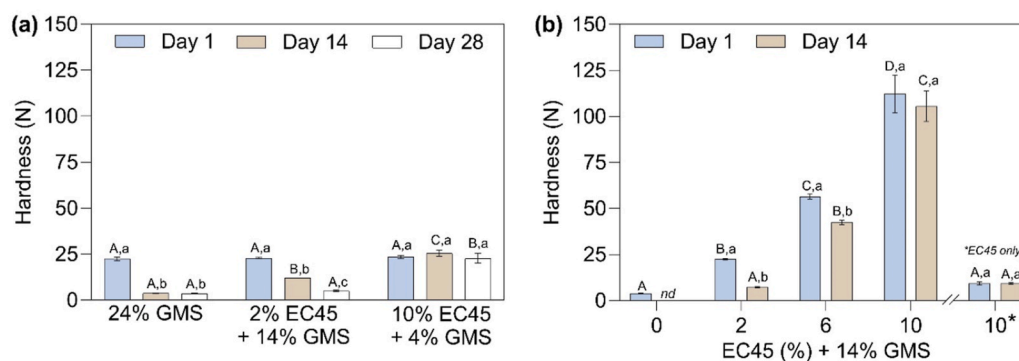 (a)
150
125
100
75
50
25
0
Hardness (N)
Day 1 Day 14 Day 28
A,a
A,b
A,b
A,a
B,b
A,c
A,a
C,a
B,a
24% GMS
2% EC45
+ 14% GMS
10% EC45
+ 4% GMS
(b)
150
125
100
75
50
25
0
Hardness (N)
Day 1 Day 14
A
nd
B,a
A,b
C,a
B,b
D,a
C,a
*EC45 only
A,a
A,a
0 2 6 10 10*
EC45 (%) + 14% GMS